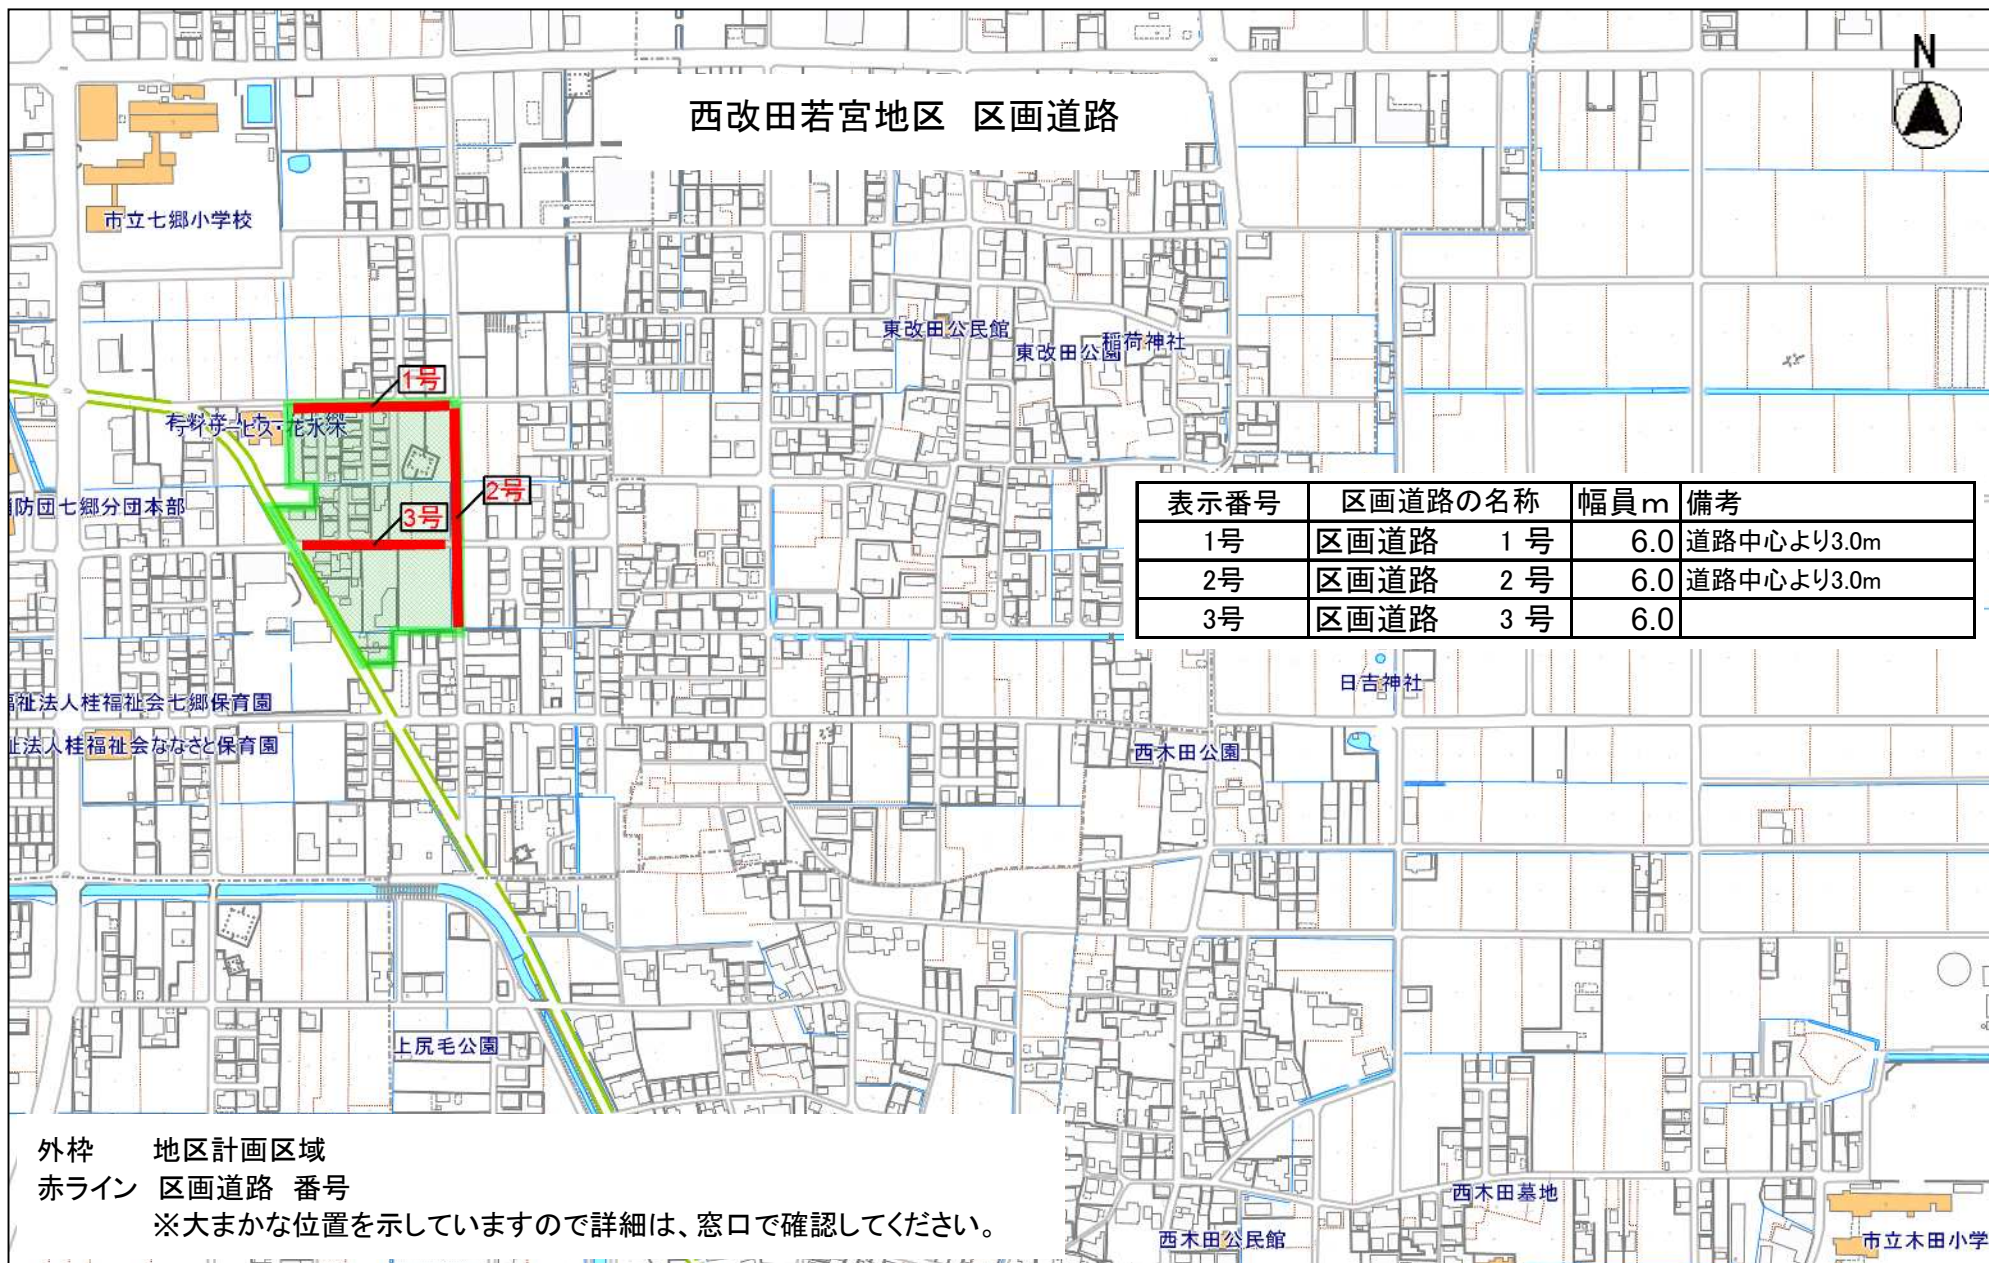 N
西改田若宮地区 区画道路
市立七郷小学校
東改田公民館
東改田公園
稲荷神社
1号
2号
3号
防団七郷分団本部
表示番号 区画道路の名称 幅員m 備考
1号 区画道路 1 号 6.0 道路中心より3.0m
2号 区画道路 2 号 6.0 道路中心より3.0m
3号 区画道路 3 号 6.0
日吉神社
福祉法人桂福祉会七郷保育園
祉法人桂福祉会ななさと保育園
西木田公園
上尻毛公園
外枠 地区計画区域
赤ライン 区画道路 番号
※大まかな位置を示していますので詳細は、窓口で確認してください。
西木田墓地
西木田公民館
市立木田小学